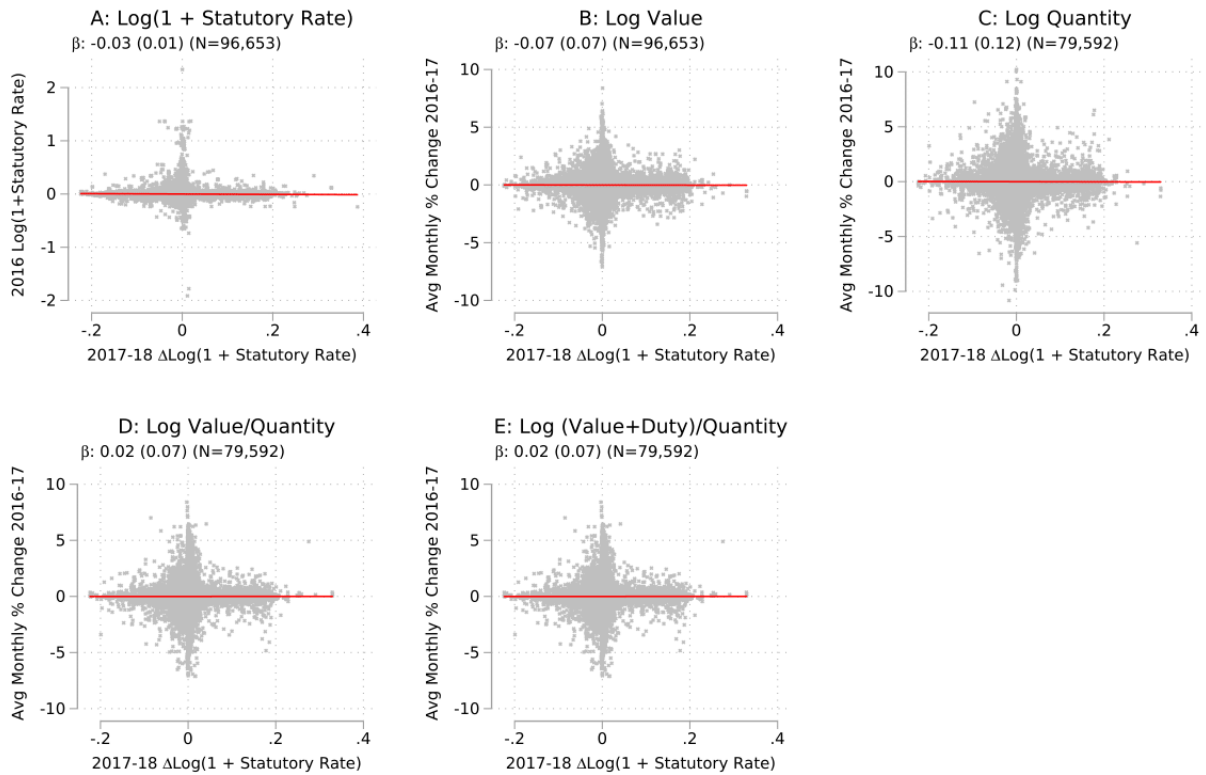 A: Log(1 + Statutory Rate)
β: -0.03 (0.01) (N=96,653)
2016 Log(1+Statutory Rate)
2
1
0
-1
-2
-.2 0 .2 .4
2017-18 ΔLog(1 + Statutory Rate)
B: Log Value
β: -0.07 (0.07) (N=96,653)
Avg Monthly % Change 2016-17
10
5
0
-5
-10
-.2 0 .2 .4
2017-18 ΔLog(1 + Statutory Rate)
C: Log Quantity
β: -0.11 (0.12) (N=79,592)
Avg Monthly % Change 2016-17
10
5
0
-5
-10
-.2 0 .2 .4
2017-18 ΔLog(1 + Statutory Rate)
D: Log Value/Quantity
β: 0.02 (0.07) (N=79,592)
Avg Monthly % Change 2016-17
10
5
0
-5
-10
-.2 0 .2 .4
2017-18 ΔLog(1 + Statutory Rate)
E: Log (Value+Duty)/Quantity
β: 0.02 (0.07) (N=79,592)
Avg Monthly % Change 2016-17
10
5
0
-5
-10
-.2 0 .2 .4
2017-18 ΔLog(1 + Statutory Rate)